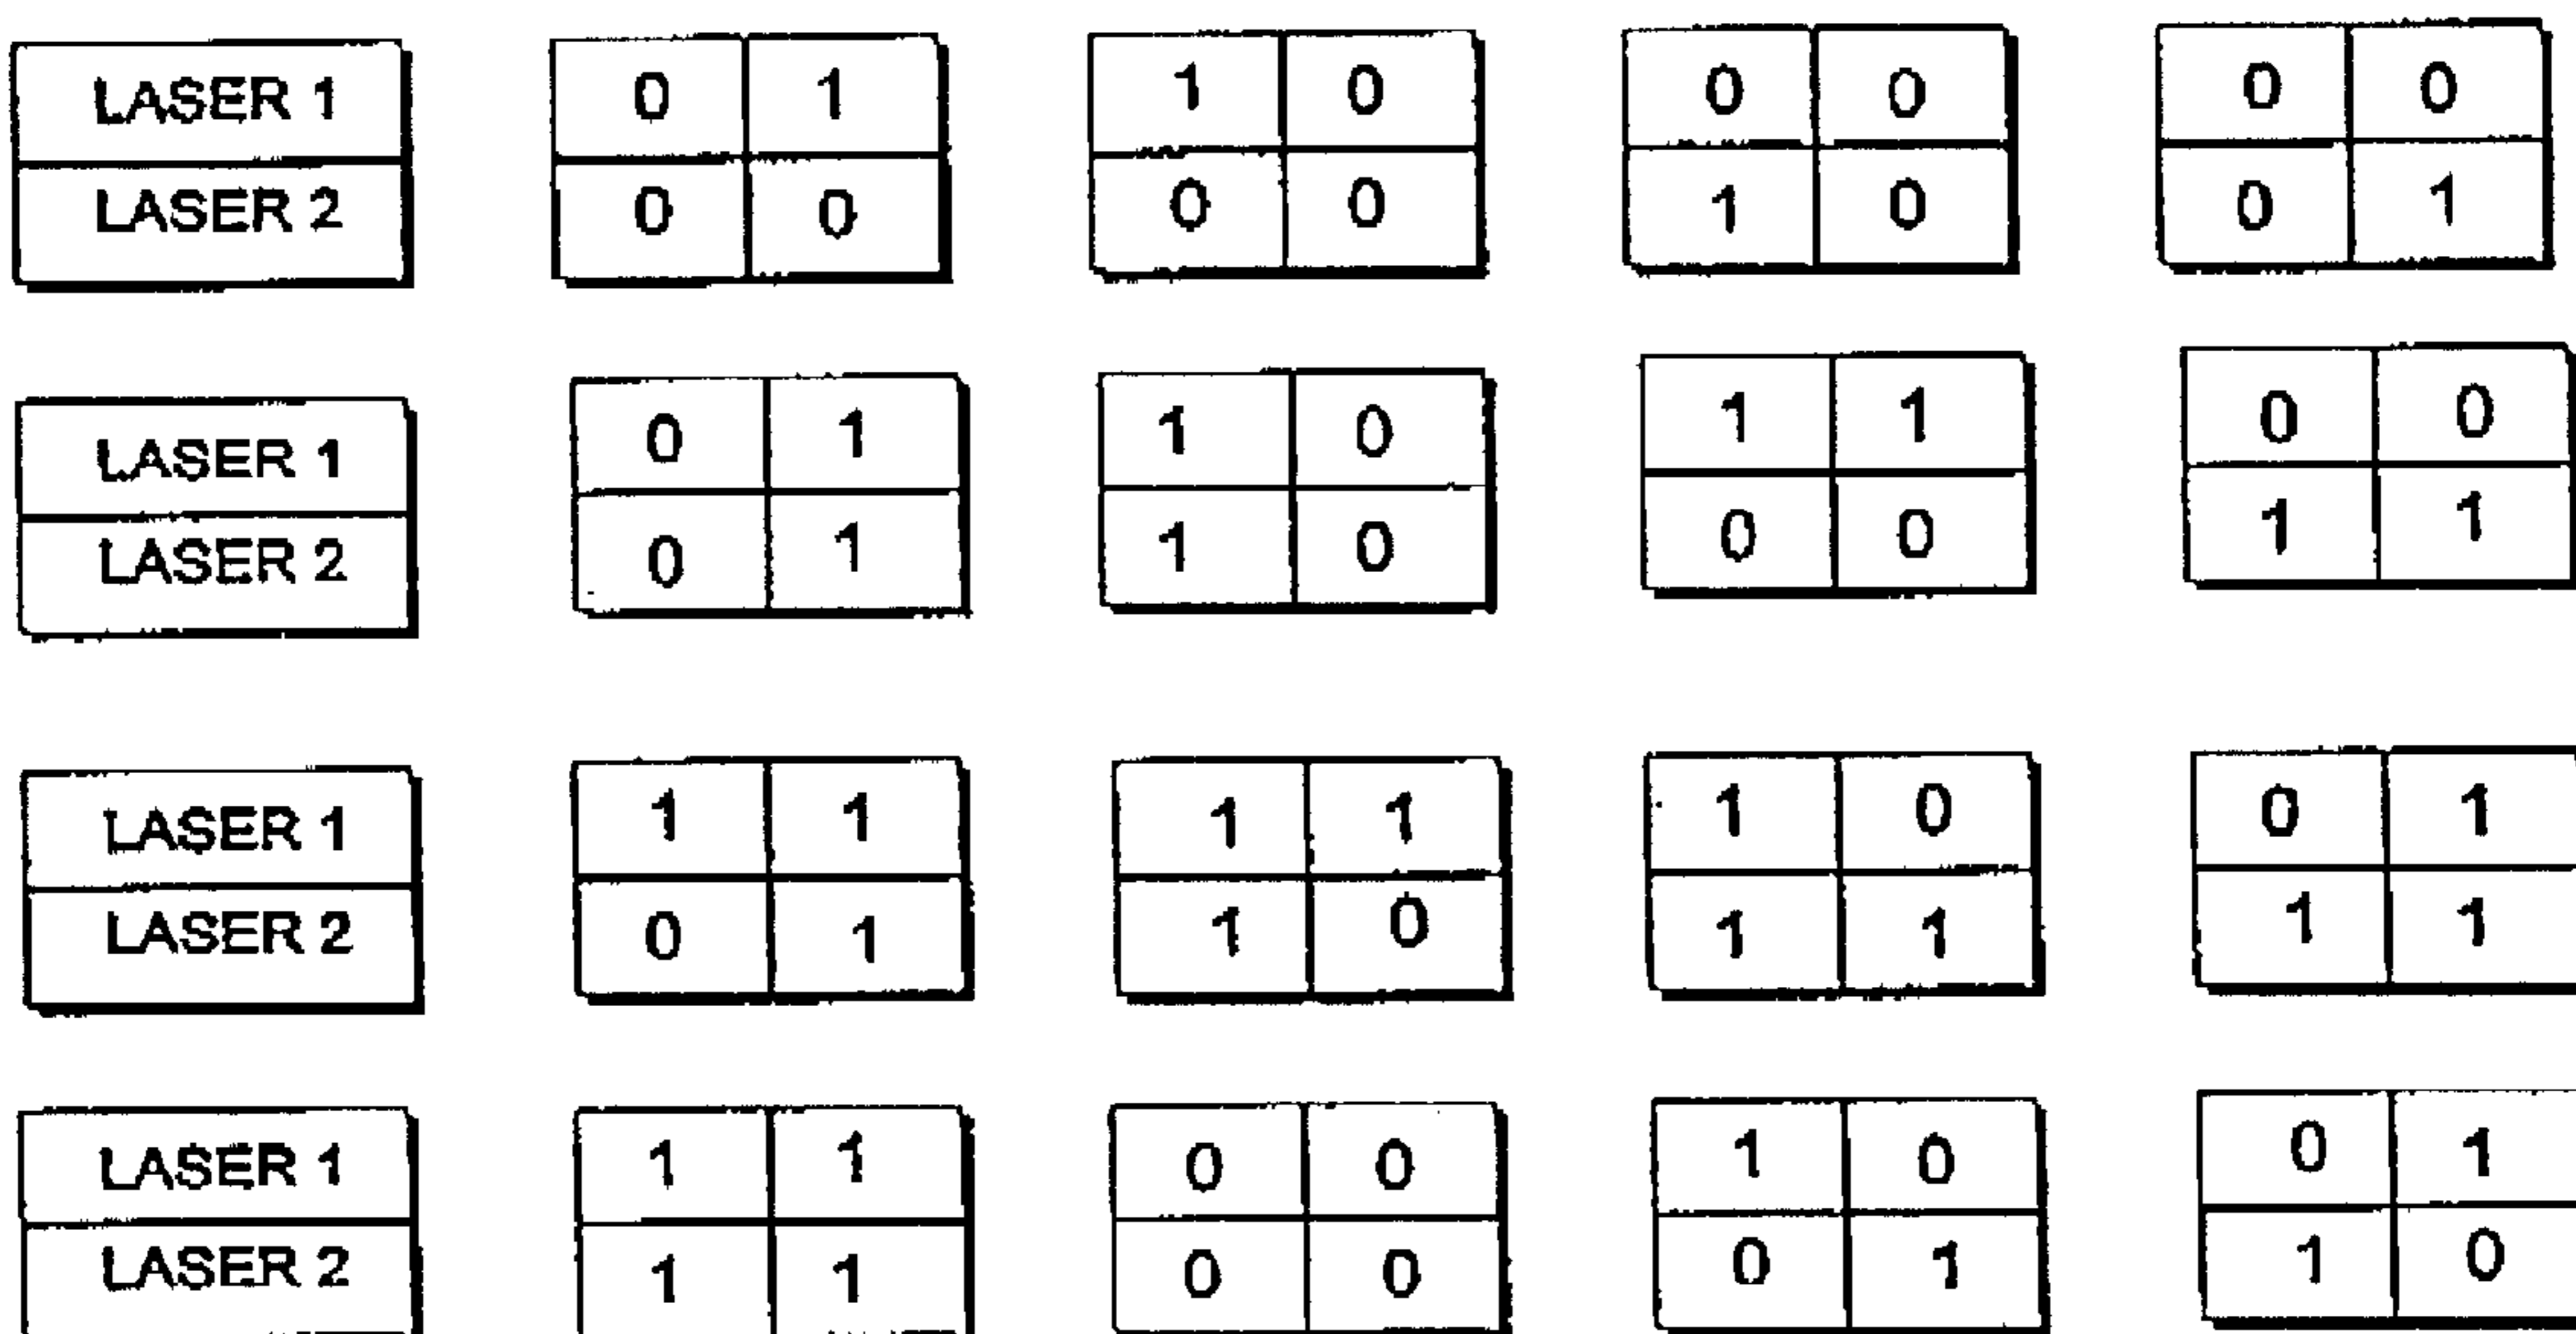 LASER 1 0 1 1 0 0 0 0 0
LASER 2 0 0 0 0 1 0 0 1
LASER 1 0 1 1 0 1 1 0 0
LASER 2 0 1 1 0 0 0 1 1
LASER 1 1 1 1 1 1 0 0 1
LASER 2 0 1 1 0 1 1 1 1
LASER 1 1 1 0 0 1 0 0 1
LASER 2 1 1 0 0 0 1 1 0